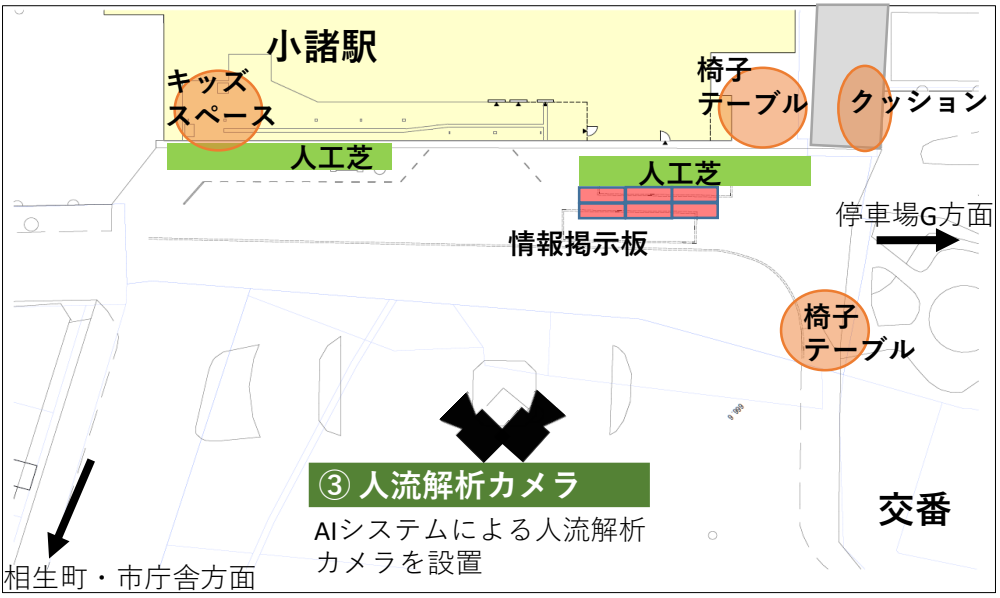 小諸駅
キッズ
スペース
椅子
テーブル
クッション
人工芝
人工芝
停車場G方面
情報掲示板
椅子
テーブル
9 999
③ 人流解析カメラ
AIシステムによる人流解析
カメラを設置
交番
相生町・市庁舎方面